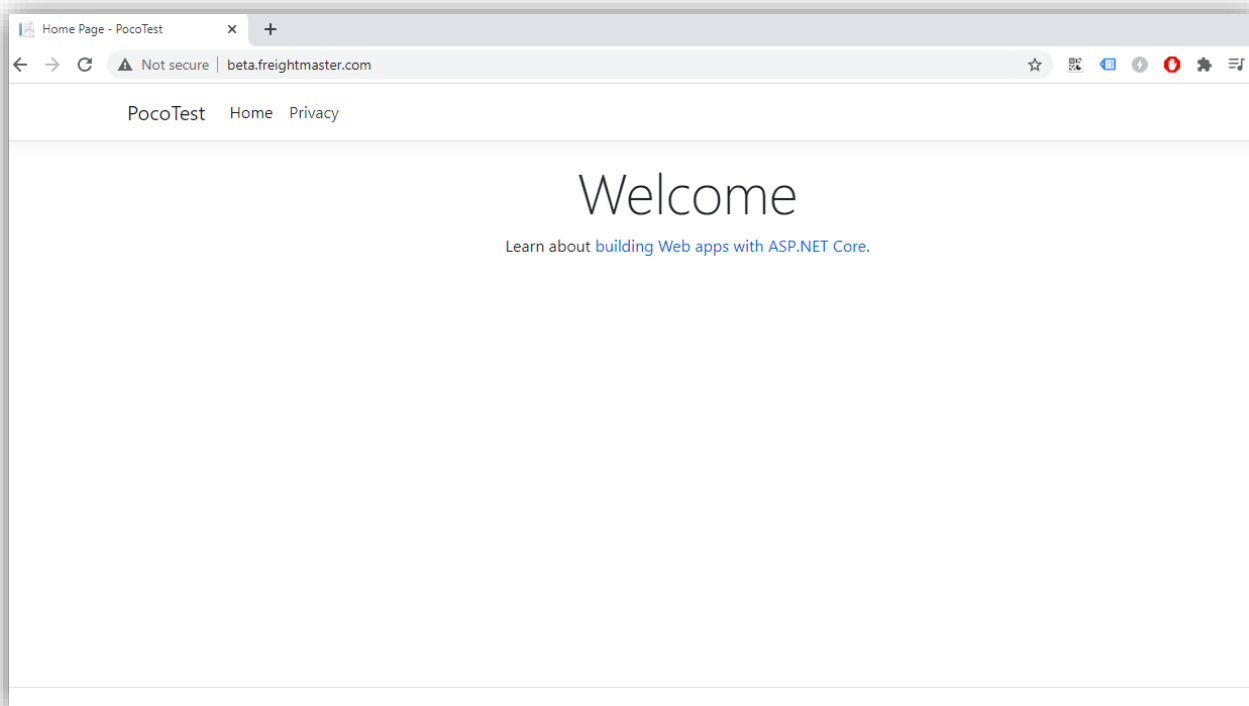 Home Page - PocoTest
Not secure beta.freightmaster.com
PocoTest Home Privacy
Welcome
Learn about building Web apps with ASP.NET Core.